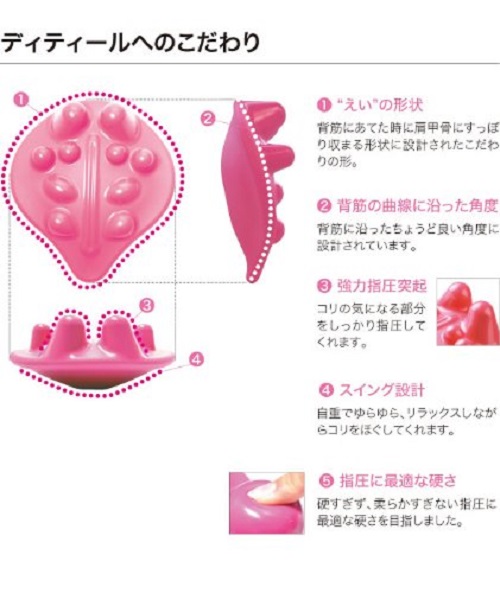 ディティールへのこだわり
❶ “えい”の形状
背筋にあてた時に肩甲骨にすっぽ
り収まる形状に設計されたこだわ
りの形。
❷ 背筋の曲線に沿った角度
背筋に沿ったちょうど良い角度に
設計されています。
❸ 強力指圧突起
コリの気になる部分
をしっかり指圧して
くれます。
❹ スイング設計
自重でゆらゆら、リラックスしなが
らコリをほぐしてくれます。
❺ 指圧に最適な硬さ
硬すぎず、柔らかすぎない指圧に
最適な硬さを目指しました。
❶
❷
❸
❹